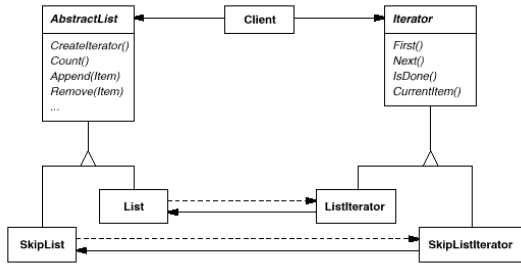 AbstractList
CreateIterator()
Count()
Append(Item)
Remove(Item)
...
Client
Iterator
First()
Next()
IsDone()
CurrentItem()
List
ListIterator
SkipList
SkipListIterator